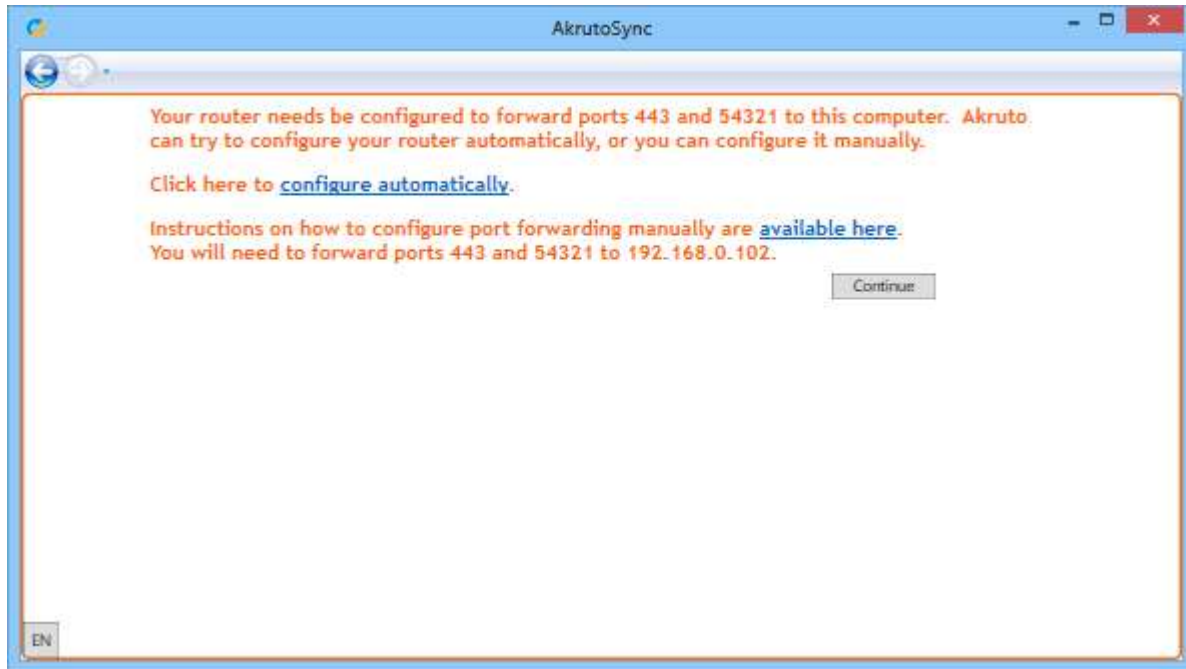 AkrutoSync
Your router needs be configured to forward ports 443 and 54321 to this computer.  Akruto
can try to configure your router automatically, or you can configure it manually.
Click here to configure automatically.
Instructions on how to configure port forwarding manually are available here.
You will need to forward ports 443 and 54321 to 192.168.0.102.
Continue
EN